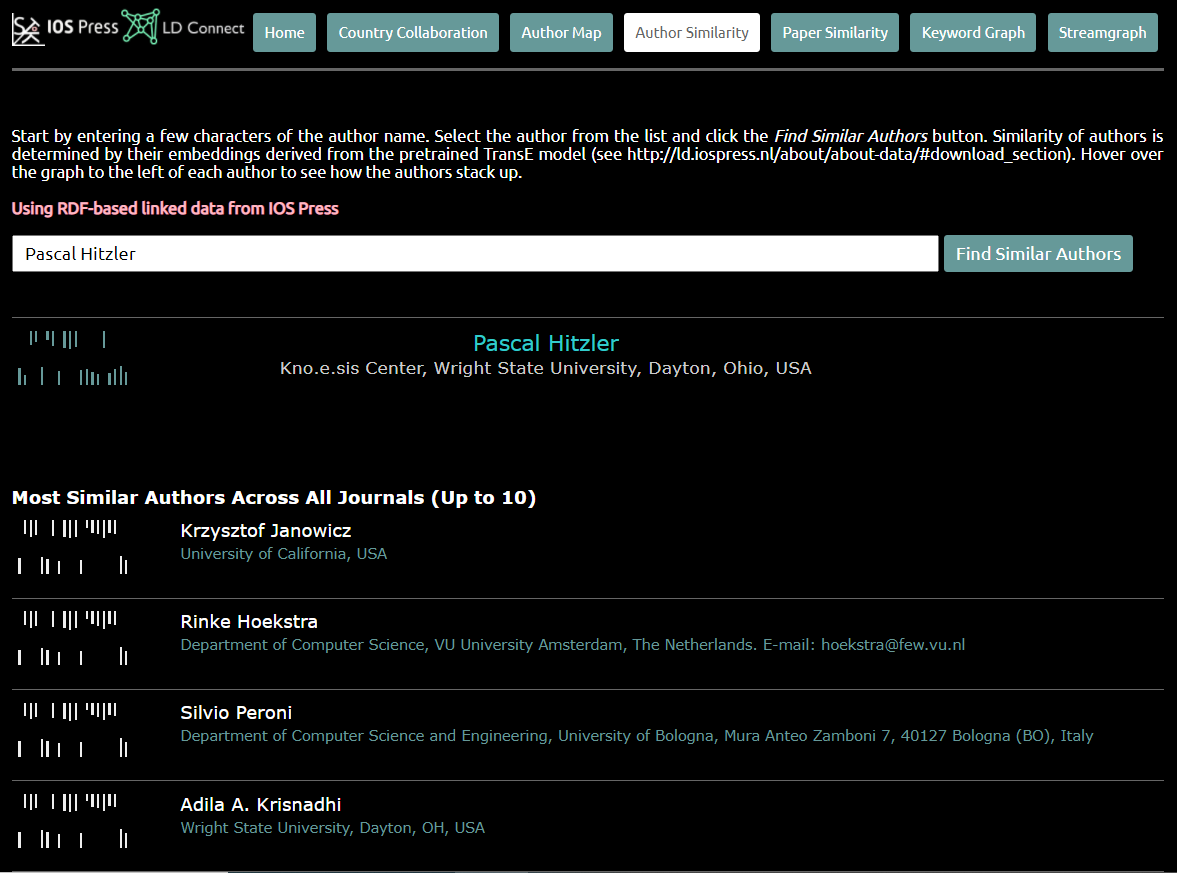 IOS Press LD Connect
Home Country Collaboration Author Map Author Similarity Paper Similarity Keyword Graph Streamgraph
Start by entering a few characters of the author name. Select the author from the list and click the Find Similar Authors button. Similarity of authors is
determined by their embeddings derived from the pretrained TransE model (see http://ld.iospress.nl/about/about-data/#download_section). Hover over
the graph to the left of each author to see how the authors stack up.
Using RDF-based linked data from IOS Press
Pascal Hitzler Find Similar Authors
Pascal Hitzler
Kno.e.sis Center, Wright State University, Dayton, Ohio, USA
Most Similar Authors Across All Journals (Up to 10)
Krzysztof Janowicz
University of California, USA
Rinke Hoekstra
Department of Computer Science, VU University Amsterdam, The Netherlands. E-mail: hoekstra@few.vu.nl
Silvio Peroni
Department of Computer Science and Engineering, University of Bologna, Mura Anteo Zamboni 7, 40127 Bologna (BO), Italy
Adila A. Krisnadhi
Wright State University, Dayton, OH, USA